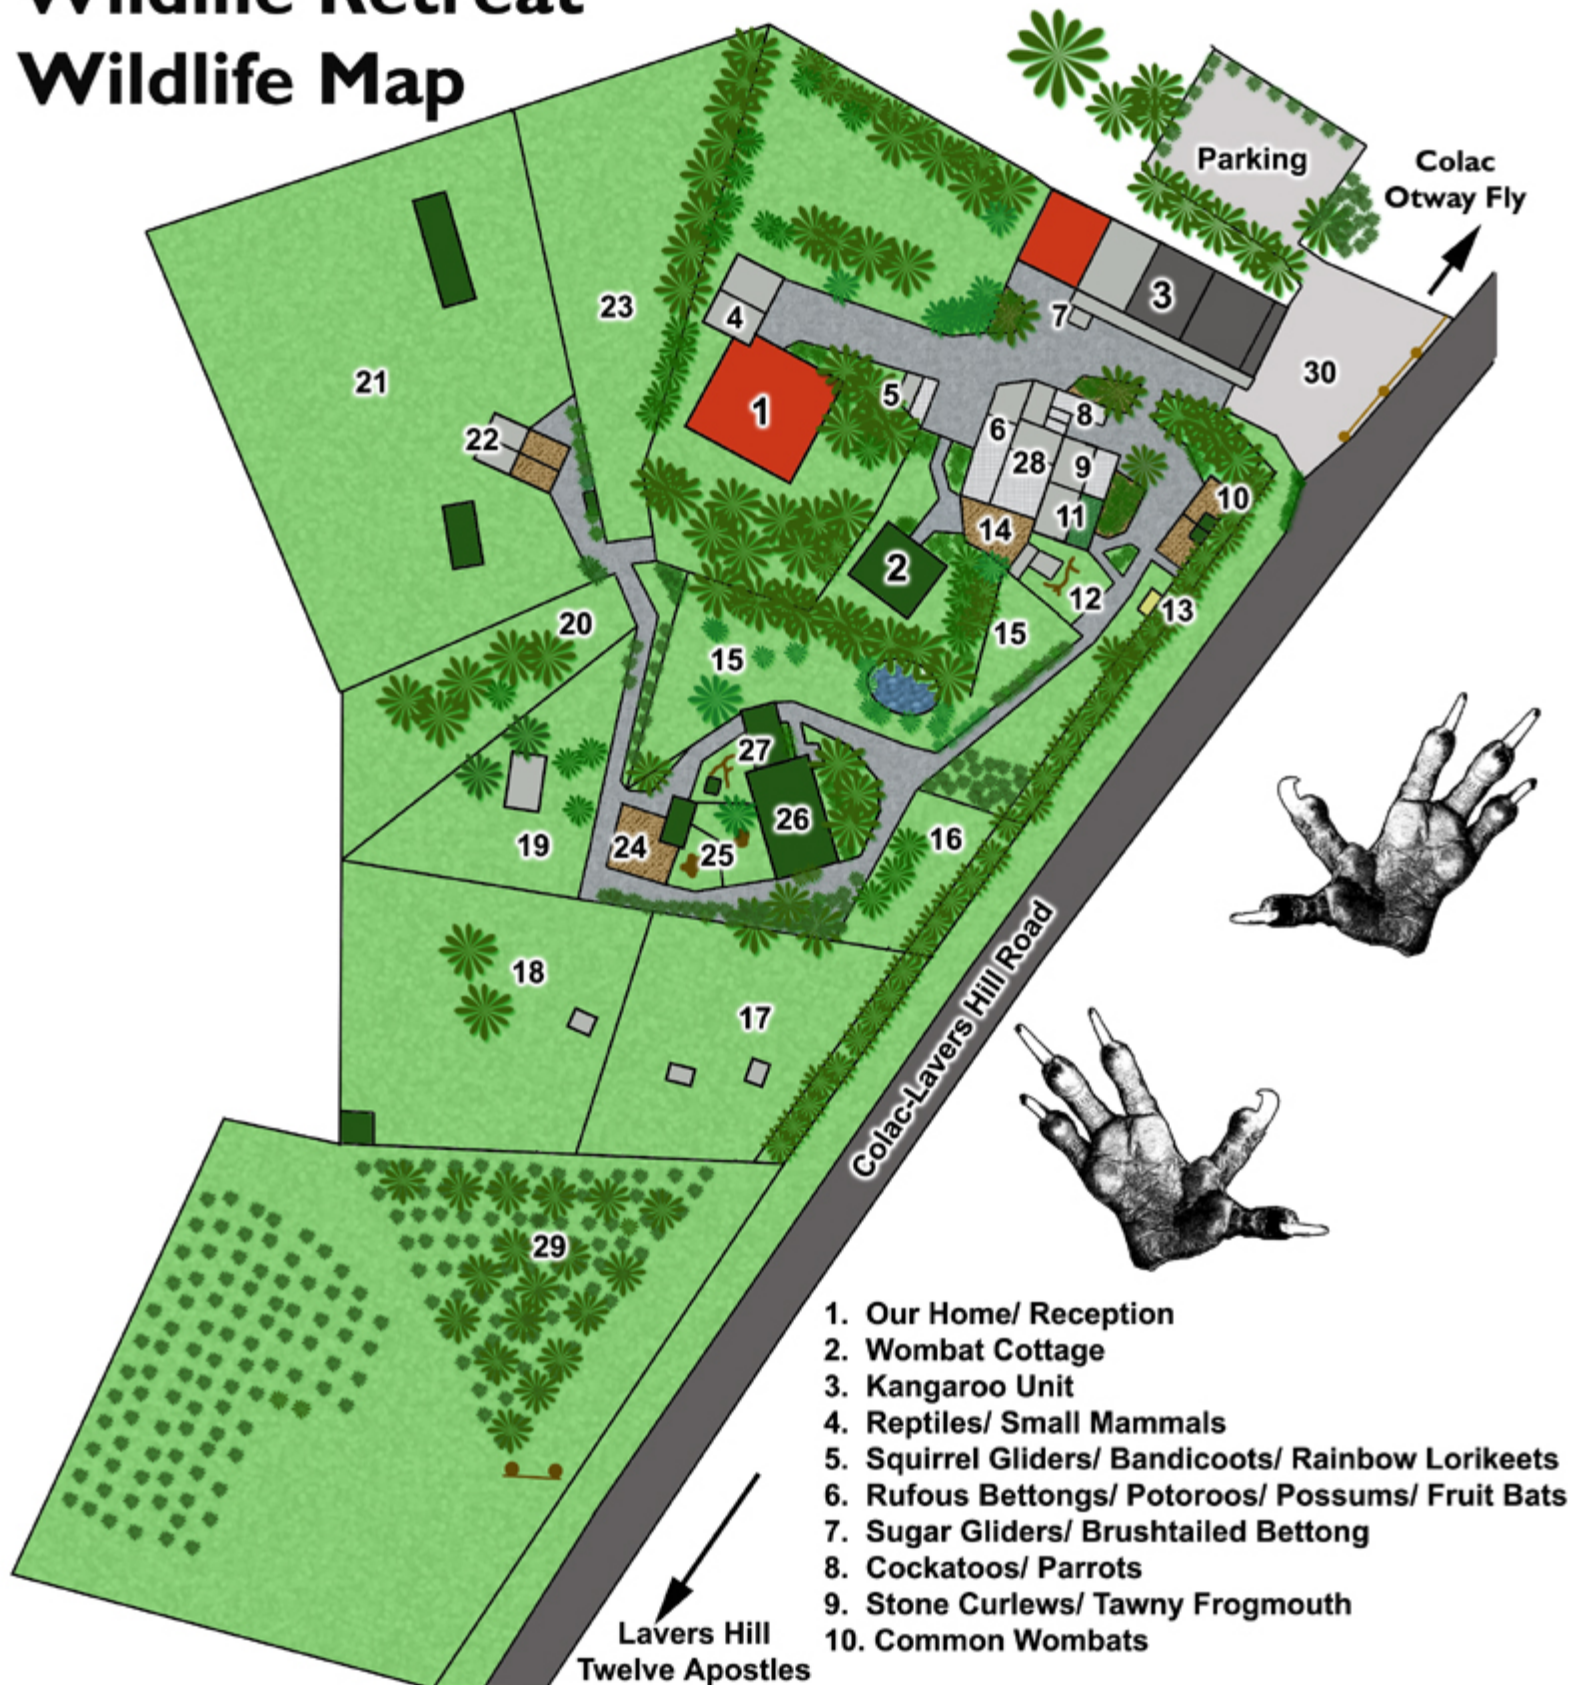 Wildlife Retreat
Wildlife Map
Parking
Colac
Otway Fly
3
23
4
7
30
21
1
5
8
6
22
28
9
10
11
14
2
12
13
20
15
15
27
26
16
19
24
25
18
17
Colac-Lavers Hill Road
29
1. Our Home/ Reception
2. Wombat Cottage
3. Kangaroo Unit
4. Reptiles/ Small Mammals
5. Squirrel Gliders/ Bandicoots/ Rainbow Lorikeets
6. Rufous Bettongs/ Potoroos/ Possums/ Fruit Bats
7. Sugar Gliders/ Brushtailed Bettong
8. Cockatoos/ Parrots
9. Stone Curlews/ Tawny Frogmouth
10. Common Wombats
Lavers Hill
Twelve Apostles